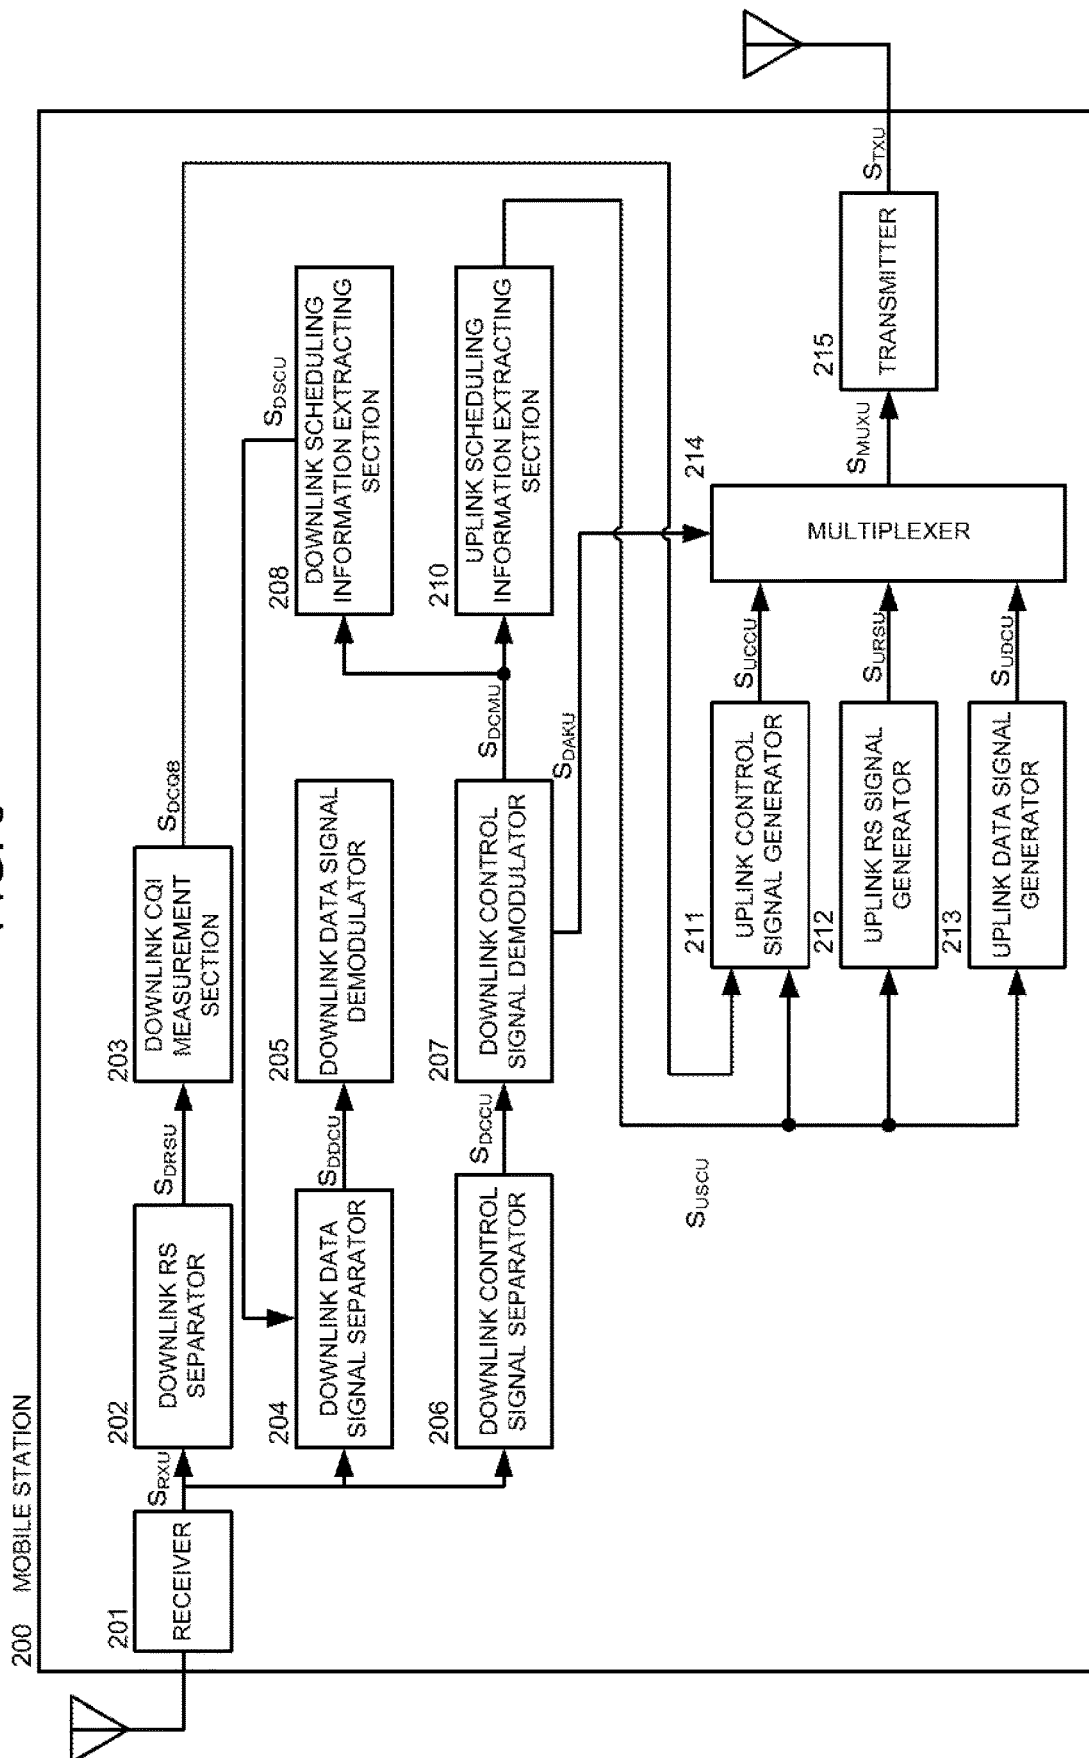 200 MOBILE STATION
201
RECEIVER
SRXU
202
DOWNLINK RS
SEPARATOR
SDRSU
203
DOWNLINK CQI
MEASUREMENT
SECTION
SDCQB
204
DOWNLINK DATA
SIGNAL SEPARATOR
SDDCU
205
DOWNLINK DATA SIGNAL
DEMODULATOR
SDSCU
208
DOWNLINK SCHEDULING
INFORMATION EXTRACTING
SECTION
206
DOWNLINK CONTROL
SIGNAL SEPARATOR
SDCCU
207
DOWNLINK CONTROL
SIGNAL DEMODULATOR
SDCMU
SDAKU
210
UPLINK SCHEDULING
INFORMATION EXTRACTING
SECTION
SUSCU
211
UPLINK CONTROL
SIGNAL GENERATOR
SUCCU
212
UPLINK RS SIGNAL
GENERATOR
SURSU
213
UPLINK DATA SIGNAL
GENERATOR
SUDCU
214
MULTIPLEXER
SMUXU
215
TRANSMITTER
STXU